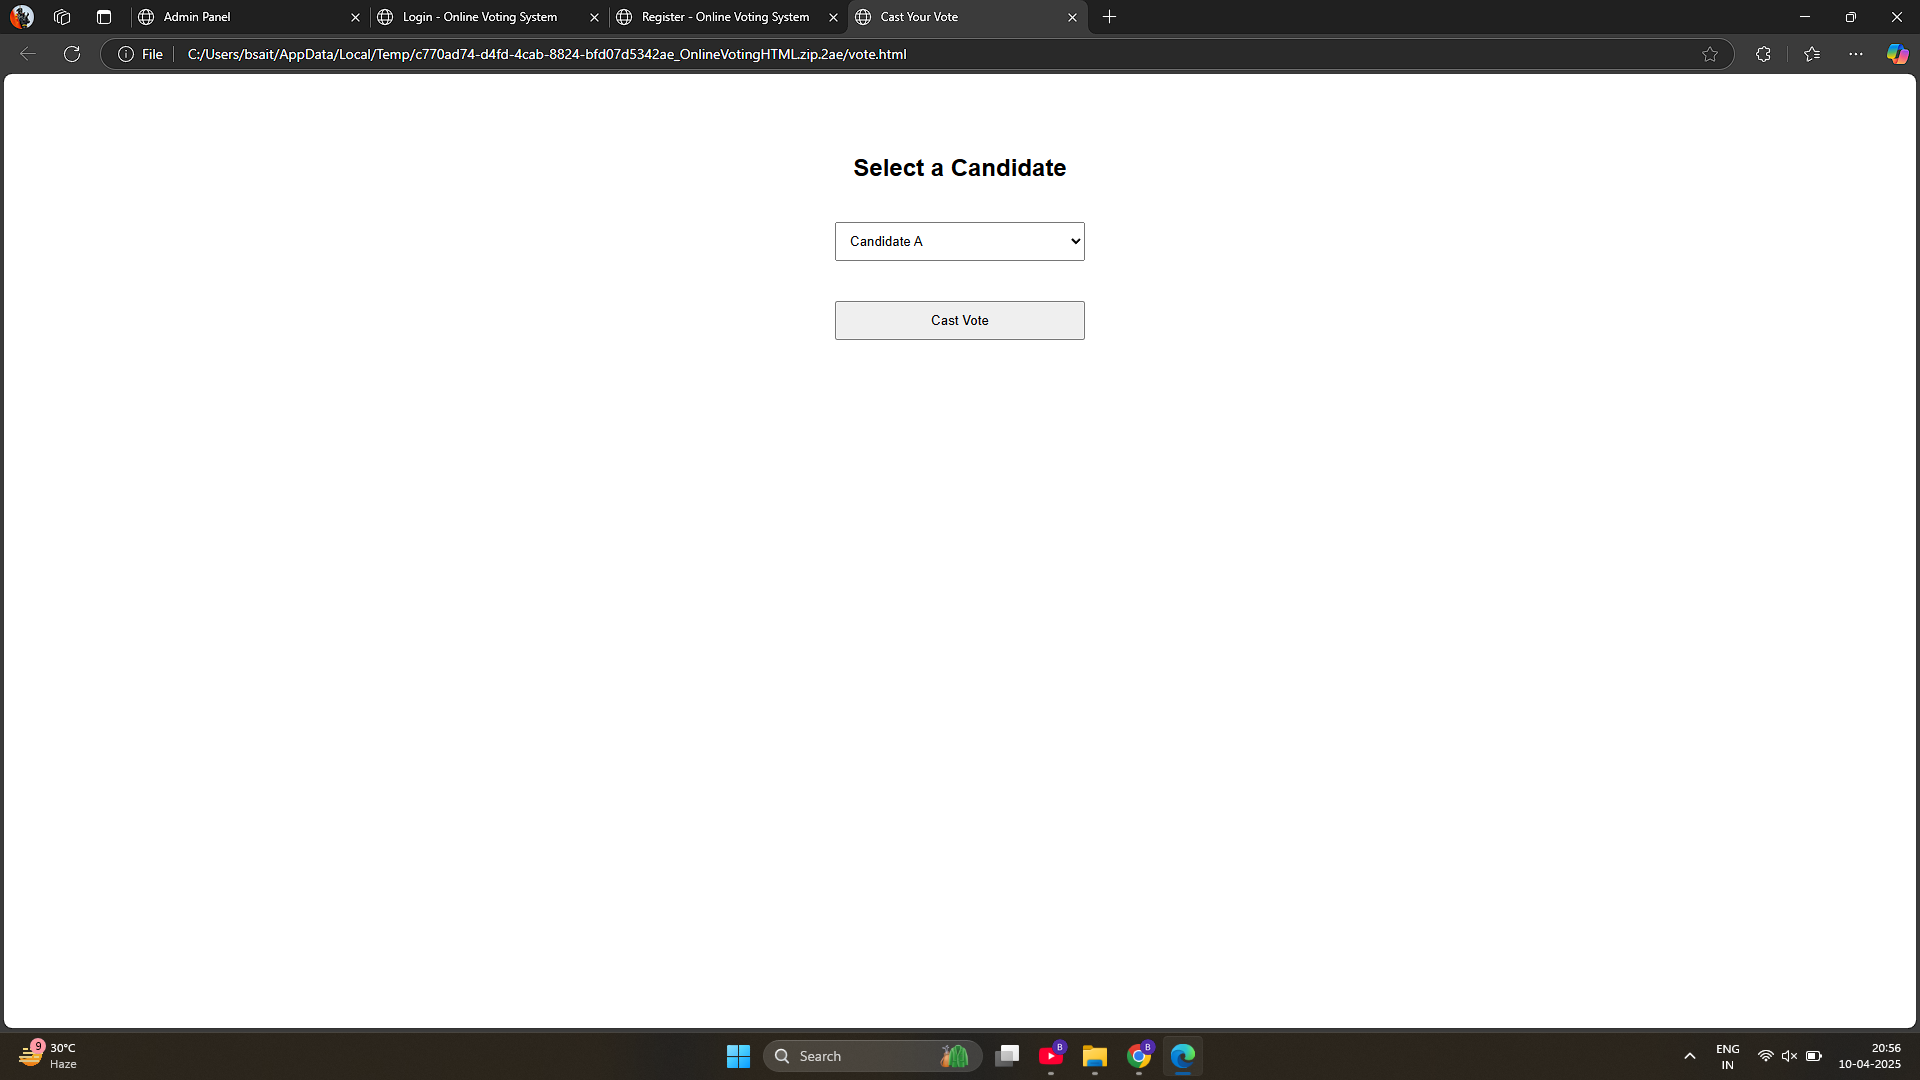 Admin Panel
Login - Online Voting System
Register - Online Voting System
Cast Your Vote
File
C:/Users/bsait/AppData/Local/Temp/c770ad74-d4fd-4cab-8824-bfd07d5342ae_OnlineVotingHTML.zip.2ae/vote.html
Select a Candidate
Candidate A
Cast Vote
9
30°C
Haze
Search
B
B
ENG
IN
20:56
10-04-2025